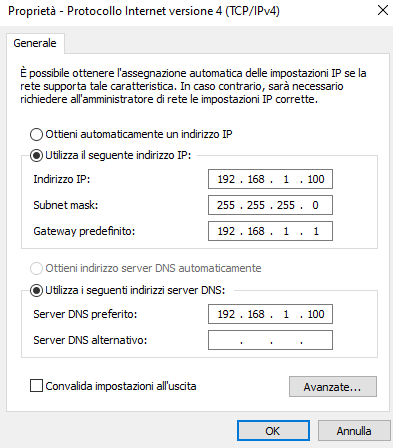 Proprietà - Protocollo Internet versione 4 (TCP/IPv4)
Generale
È possibile ottenere l'assegnazione automatica delle impostazioni IP se la
rete supporta tale caratteristica. In caso contrario, sarà necessario
richiedere all'amministratore di rete le impostazioni IP corrette.
Ottieni automaticamente un indirizzo IP
Utilizza il seguente indirizzo IP:
Indirizzo IP: 192 . 168 . 1 . 100
Subnet mask: 255 . 255 . 255 . 0
Gateway predefinito: 192 . 168 . 1 . 1
Ottieni indirizzo server DNS automaticamente
Utilizza i seguenti indirizzi server DNS:
Server DNS preferito: 192 . 168 . 1 . 100
Server DNS alternativo: . . .
Convalida impostazioni all'uscita Avanzate...
OK Annulla